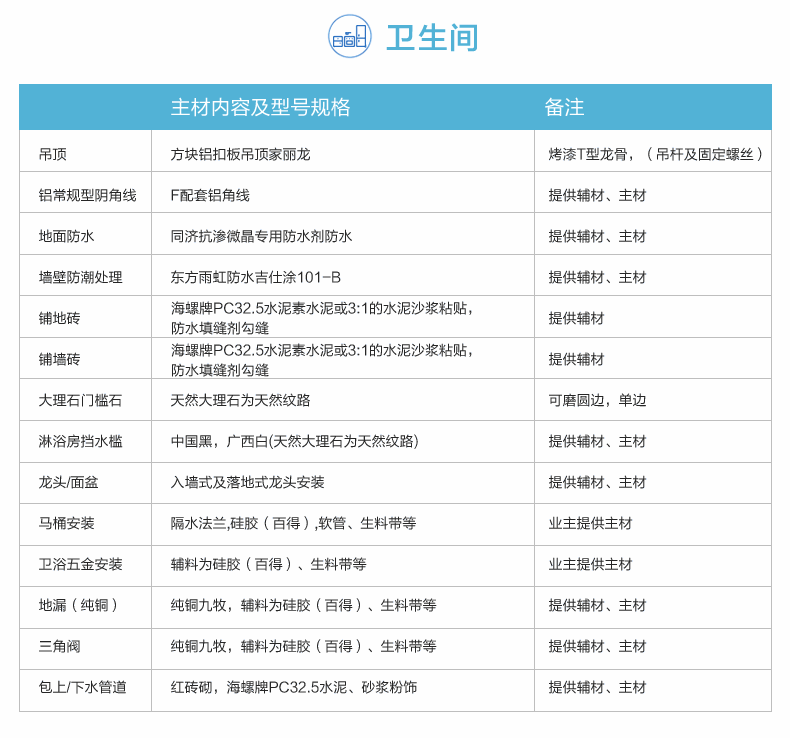 卫生间
主材内容及型号规格 备注
吊顶 方块铝扣板吊顶家丽龙 烤漆T型龙骨，（吊杆及固定螺丝）
铝常规型阴角线 F配套铝角线 提供辅材、主材
地面防水 同济抗渗微晶专用防水剂防水 提供辅材、主材
墙壁防潮处理 东方雨虹防水吉仕涂101-B 提供辅材、主材
铺地砖 海螺牌PC32.5水泥素水泥或3:1的水泥沙浆粘贴， 提供辅材
防水填缝剂勾缝
铺墙砖 海螺牌PC32.5水泥素水泥或3:1的水泥沙浆粘贴， 提供辅材
防水填缝剂勾缝
大理石门槛石 天然大理石为天然纹路 可磨圆边，单边
淋浴房挡水槛 中国黑，广西白(天然大理石为天然纹路) 提供辅材、主材
龙头/面盆 入墙式及落地式龙头安装 提供辅材、主材
马桶安装 隔水法兰,硅胶（百得）,软管、生料带等 业主提供主材
卫浴五金安装 辅料为硅胶（百得）、生料带等 业主提供主材
地漏（纯铜） 纯铜九牧，辅料为硅胶（百得）、生料带等 提供辅材、主材
三角阀 纯铜九牧，辅料为硅胶（百得）、生料带等 提供辅材、主材
包上/下水管道 红砖砌，海螺牌PC32.5水泥、砂浆粉饰 提供辅材、主材